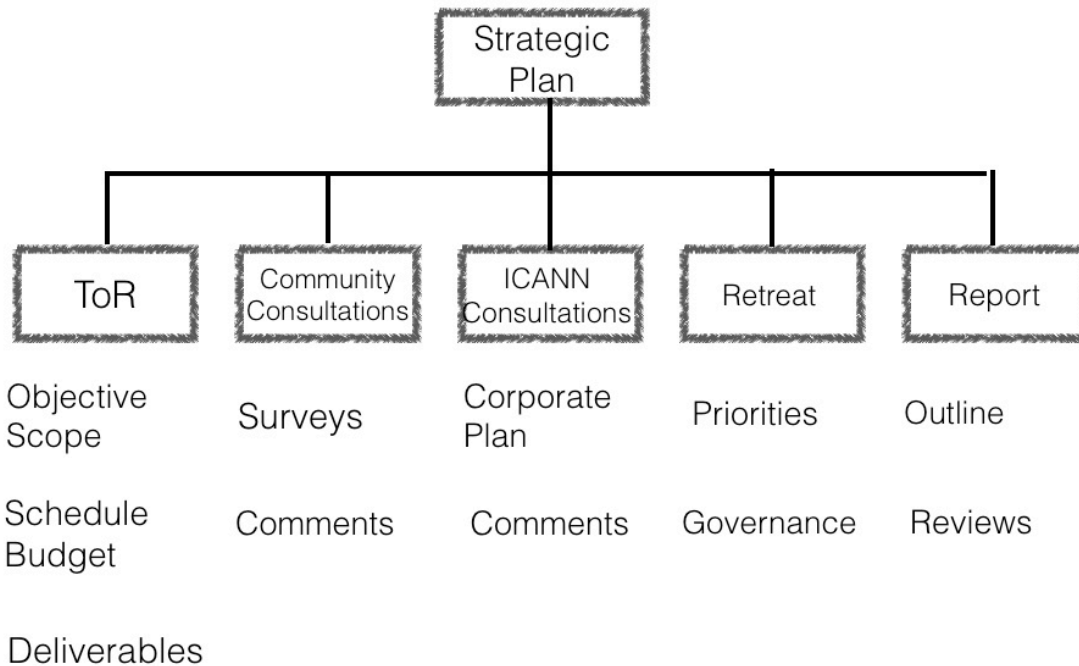 Strategic
Plan
ToR
Community
Consultations
ICANN
Consultations
Retreat
Report
Objective
Scope
Surveys
Corporate
Plan
Priorities
Outline
Schedule
Budget
Comments
Comments
Governance
Reviews
Deliverables